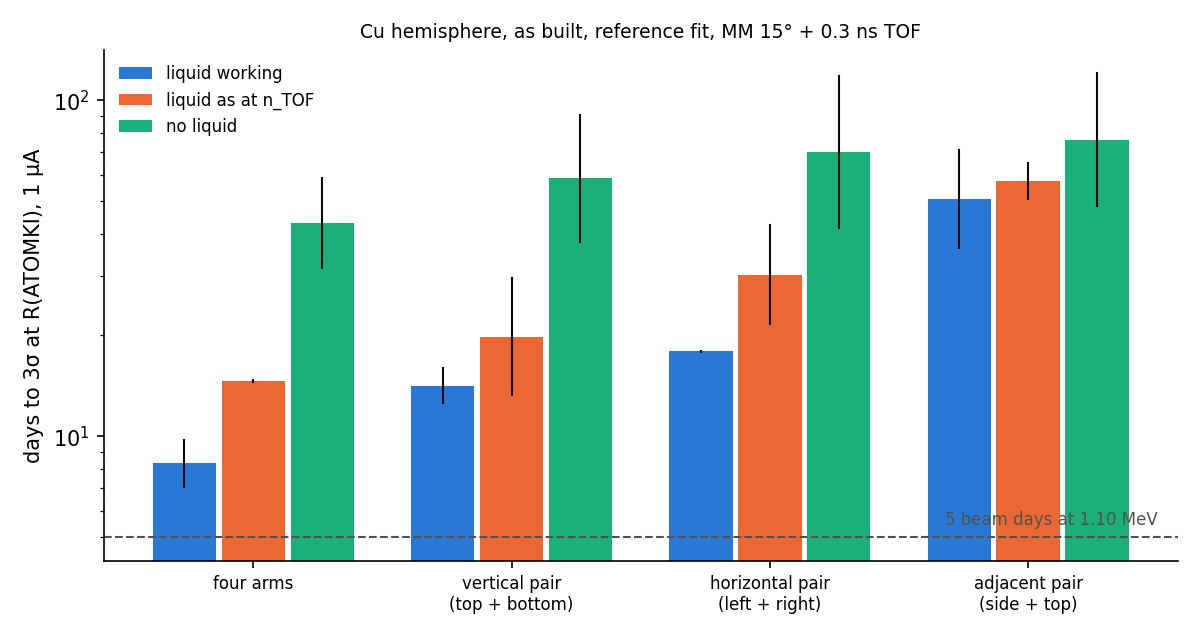 Cu hemisphere, as built, reference fit, MM 15° + 0.3 ns TOF
liquid working
liquid as at n_TOF
no liquid
days to 3σ at R(ATOMKI), 1 µA
10²
10¹
5 beam days at 1.10 MeV
four arms
vertical pair
(top + bottom)
horizontal pair
(left + right)
adjacent pair
(side + top)